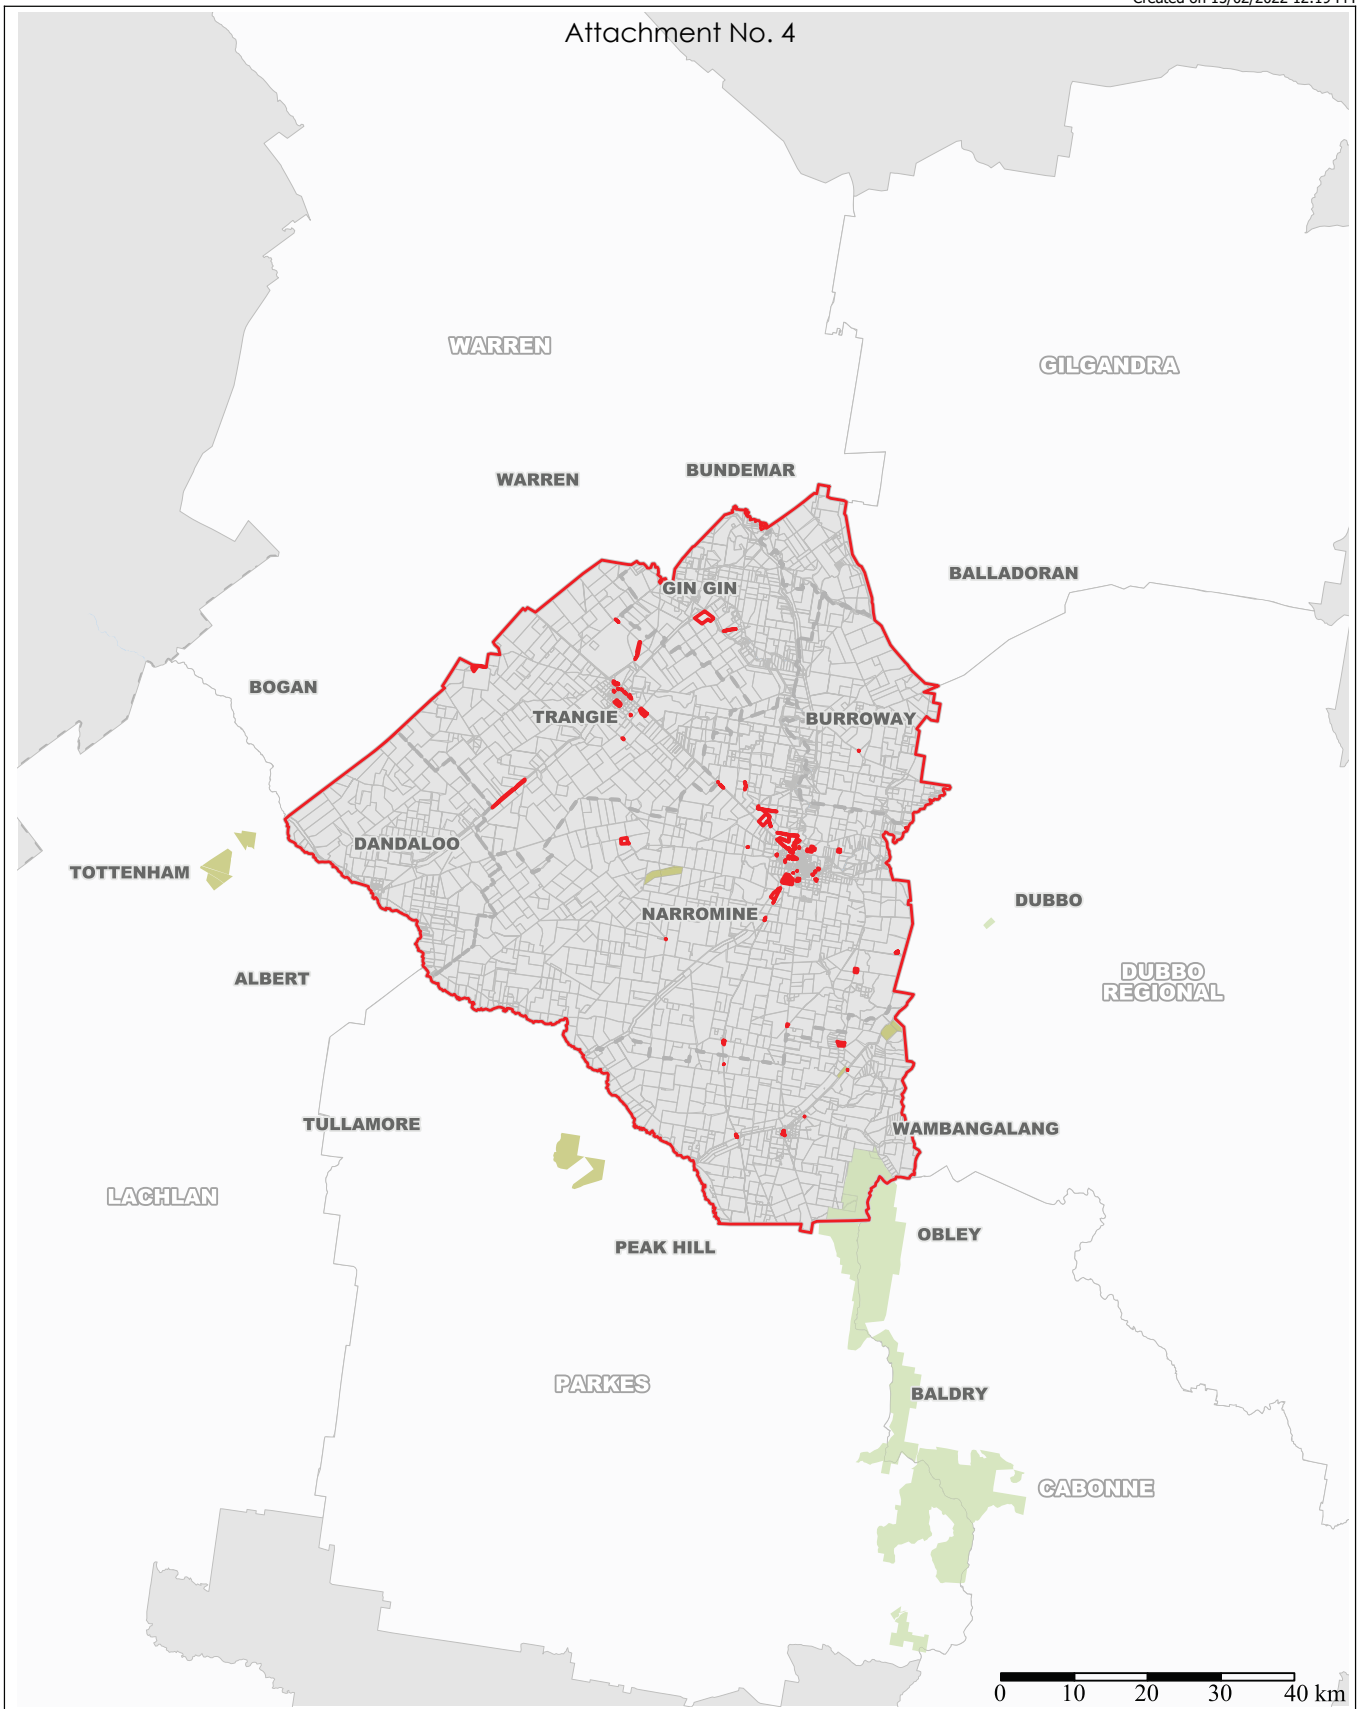 Attachment No. 4
WARREN
GILGANDRA
BUNDEMAR
WARREN
BALLADORAN
GIN GIN
BOGAN
TRANGIE
BURROWAY
DANDALOO
TOTTENHAM
DUBBO
NARROMINE
ALBERT
DUBBO
REGIONAL
TULLAMORE
WAMBANGALANG
LACHLAN
OBLEY
PEAK HILL
PARKES
BALDRY
CABONNE
0 10 20 30 40 km